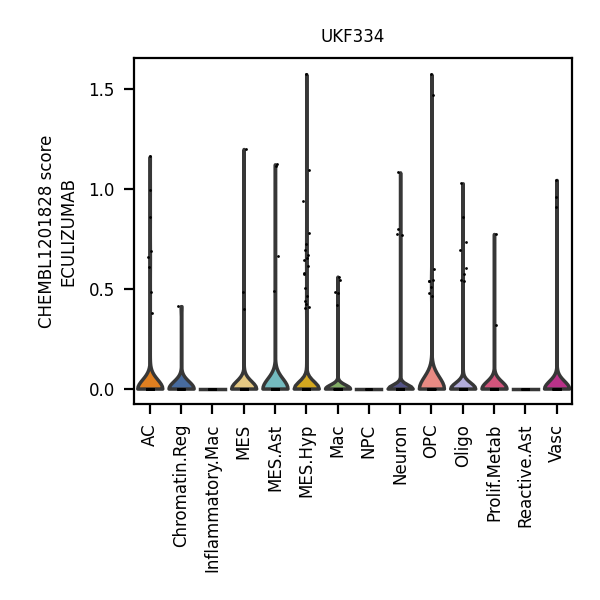 UKF334
CHEMBL1201828 score
ECULIZUMAB
1.5
1.0
0.5
0.0
AC
Chromatin.Reg
Inflammatory.Mac
MES
MES.Ast
MES.Hyp
Mac
NPC
Neuron
OPC
Oligo
Prolif.Metab
Reactive.Ast
Vasc